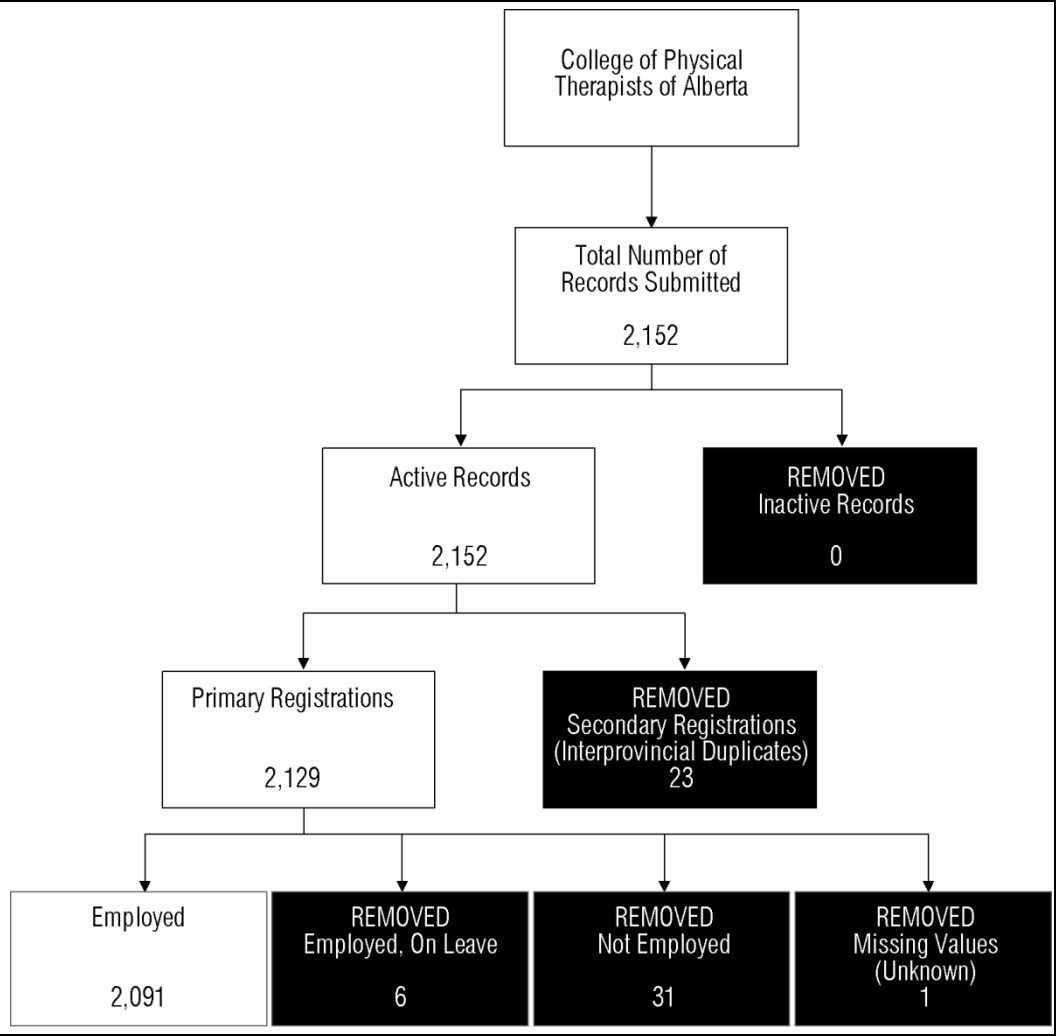 College of Physical
Therapists of Alberta
Total Number of
Records Submitted
2,152
Active Records
2,152
REMOVED
Inactive Records
0
Primary Registrations
2,129
REMOVED
Secondary Registrations
(Interprovincial Duplicates)
23
Employed
2,091
REMOVED
Employed, On Leave
6
REMOVED
Not Employed
31
REMOVED
Missing Values
(Unknown)
1